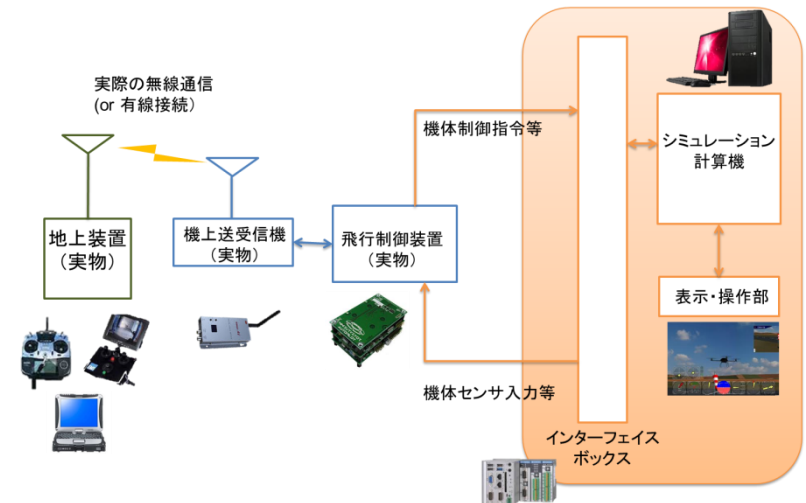 実際の無線通信
(or 有線接続)
地上装置
(実物)
機上送受信機
(実物)
飛行制御装置
(実物)
機体制御指令等
機体センサ入力等
シミュレーション
計算機
表示・操作部
インターフェイス
ボックス